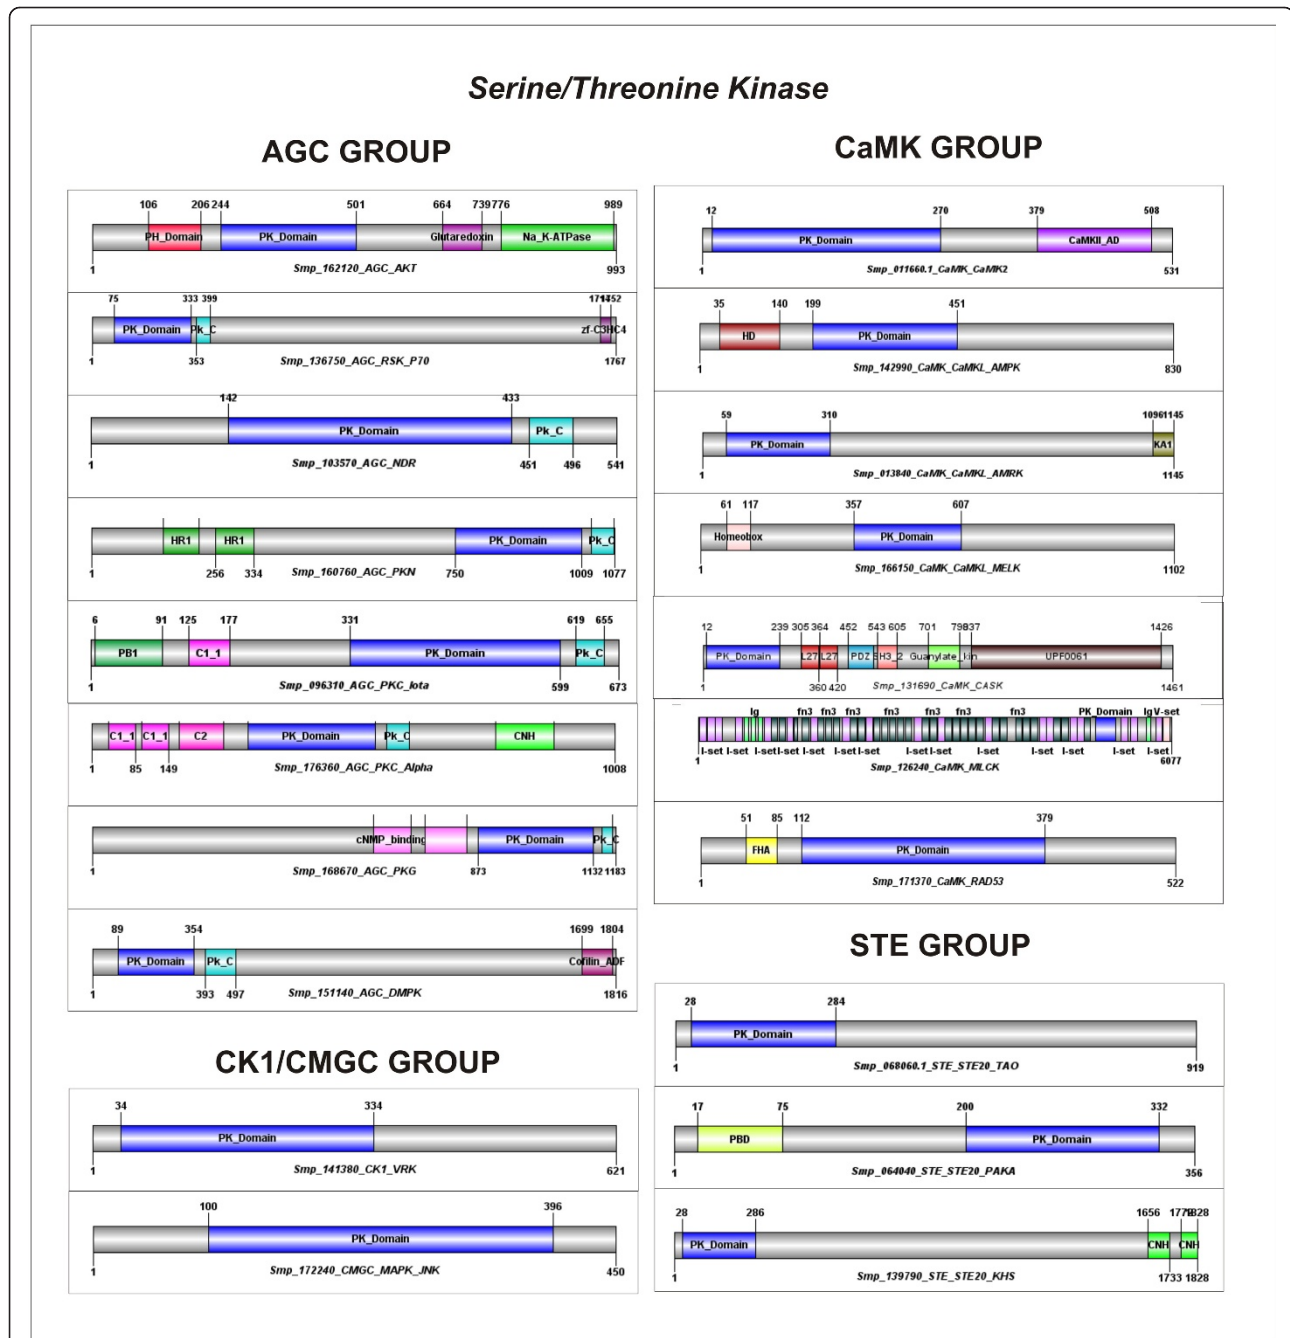 Serine/Threonine Kinase
AGC GROUP
106 206 244 501 664 739 776 989
PH_Domain PK_Domain Glutaredoxin Na_K-ATPase
1 Smp_162120_AGC_AKT 993
75 333 399
PK_Domain Pk_C zf-C3HC4
1 353 Smp_136750_AGC_RSK_P70 1767
142 433
PK_Domain Pk_C
1 Smp_103570_AGC_NDR 451 496 541
HR1 HR1 PK_Domain Pk_C
1 256 334 Smp_160760_AGC_PKN 750 1009 1077
6 91 125 177 331 619 655
PB1 C1_1 PK_Domain Pk_C
1 Smp_096310_AGC_PKC_Iota 599 673
C1_1 C1_1 C2 PK_Domain Pk_C CNH
1 85 149 Smp_176360_AGC_PKC_Alpha 1008
cNMP_binding PK_Domain Pk_C
1 Smp_168670_AGC_PKG 873 1132 1183
89 354 1699 1804
PK_Domain Pk_C Cofilin_ADF
1 393 497 Smp_151140_AGC_DMPK 1816
CK1/CMGC GROUP
34 334
PK_Domain
1 Smp_141380_CK1_VRK 621
100 396
PK_Domain
1 Smp_172240_CMGC_MAPK_JNK 450
CaMK GROUP
12 270 379 508
PK_Domain CaMKII_AD
1 Smp_011660.1_CaMK_CaMK2 531
35 140 199 451
HD PK_Domain
1 Smp_142990_CaMK_CaMKL_AMPK 830
59 310 1096 1145
PK_Domain KA1
1 Smp_013840_CaMK_CaMKL_AMRK 1145
61 117 357 607
Homeobox PK_Domain
1 Smp_166150_CaMK_CaMKL_MELK 1102
12 239 305 364 452 543 605 701 837 1426
PK_Domain L27 L27 PDZ SH3_2 Guanylate_kin UPF0061
1 360 420 Smp_131690_CaMK_CASK 1461
Ig fn3 fn3 fn3 fn3 fn3 fn3 fn3 PK_Domain Ig V-set
I-set I-set I-set I-set I-set I-set I-set I-set I-set I-set I-set I-set I-set
1 Smp_126240_CaMK_MLCK 6077
51 85 112 379
FHA PK_Domain
1 Smp_171370_CaMK_RAD53 522
STE GROUP
28 284
PK_Domain
1 Smp_068060.1_STE_STE20_TAO 919
17 75 200 332
PBD PK_Domain
1 Smp_064040_STE_STE20_PAKA 356
28 286 1656 1828
PK_Domain CNH CNH
1 Smp_139790_STE_STE20_KHS 1733 1828